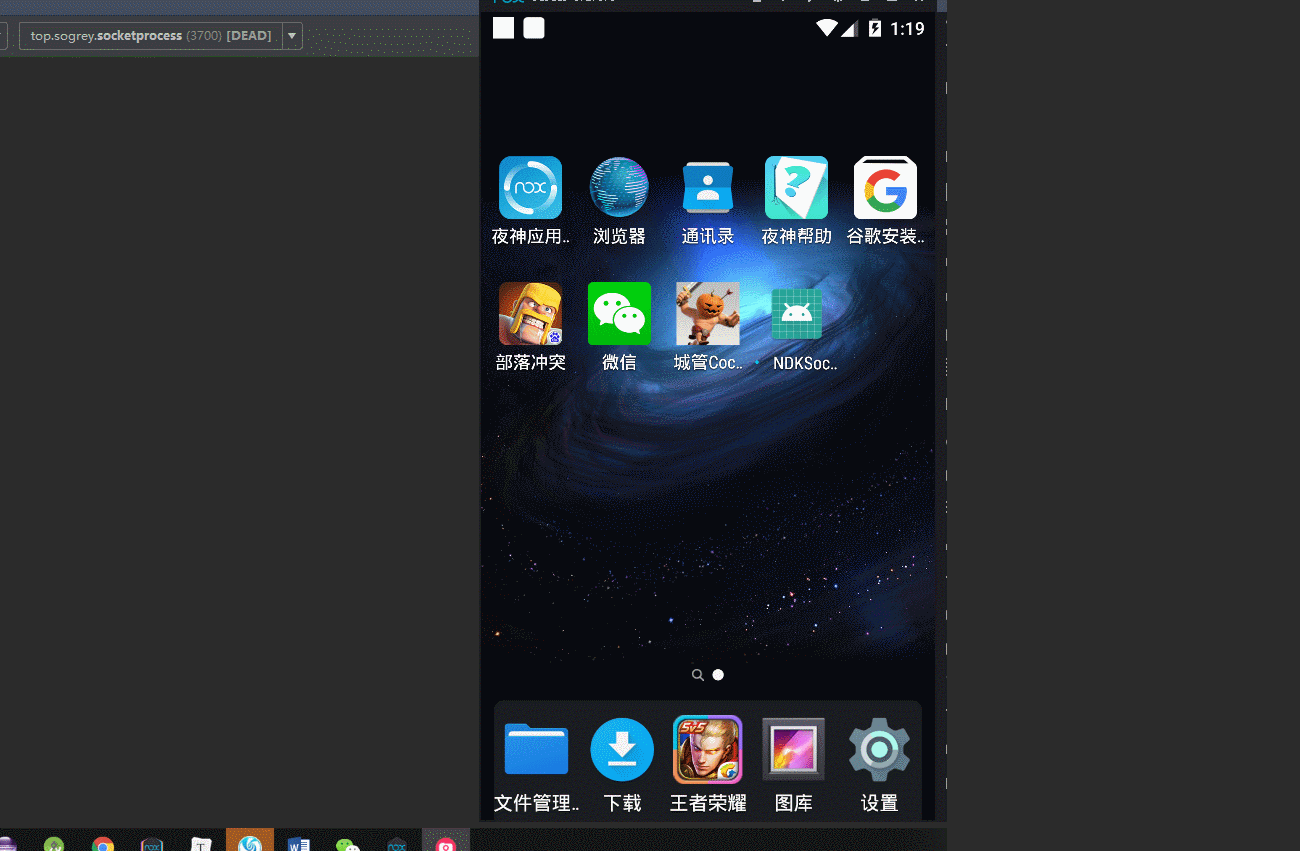 top.sogrey.socketprocess (3700) [DEAD]
1:19
nox
夜神应用..
浏览器
通讯录
夜神帮助
谷歌安装..
部落冲突
微信
城管Coc..
NDKSoc..
5v5
文件管理..
下载
王者荣耀
图库
设置